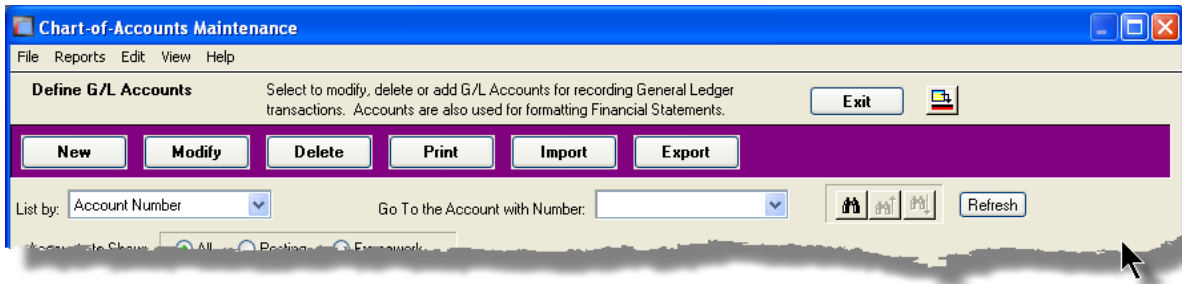 Chart-of-Accounts Maintenance
File Reports Edit View Help
Define G/L Accounts
Select to modify, delete or add G/L Accounts for recording General Ledger
transactions. Accounts are also used for formatting Financial Statements.
Exit
New Modify Delete Print Import Export
List by: Account Number Go To the Account with Number: Refresh
All